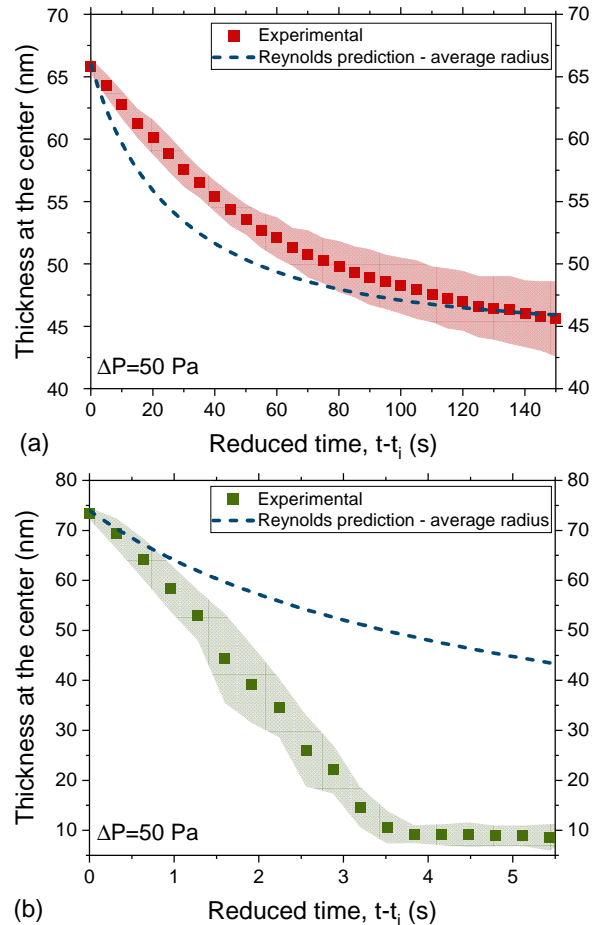 70 70
Experimental
Reynolds prediction - average radius
65 65
60 60
55 55
50 50
45 45
40 40
Thickness at the center (nm)
ΔP=50 Pa
0 20 40 60 80 100 120 140
(a) Reduced time, t-ti (s)
80 80
Experimental
Reynolds prediction - average radius
70 70
60 60
50 50
40 40
30 30
20 20
10 10
Thickness at the center (nm)
ΔP=50 Pa
0 1 2 3 4 5
(b) Reduced time, t-ti (s)